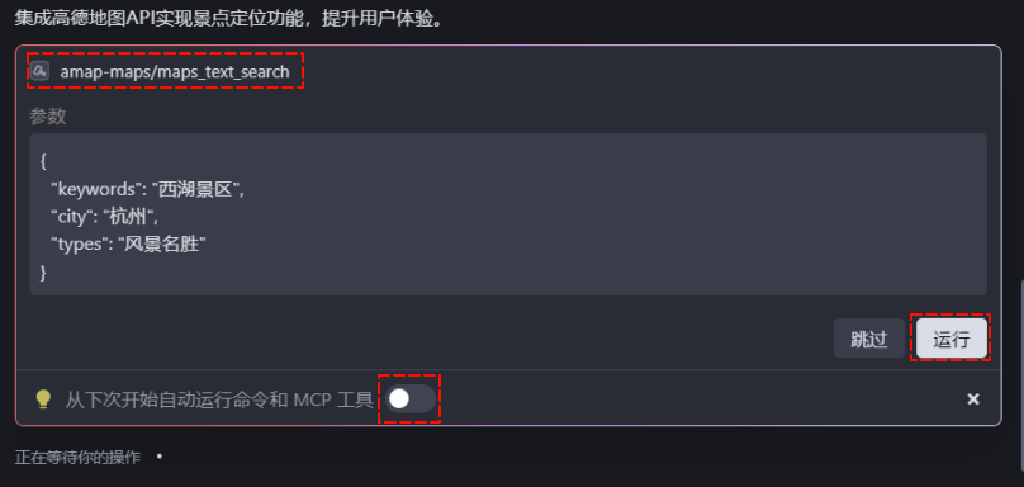 集成高德地图API实现景点定位功能，提升用户体验。
amap-maps/maps_text_search
参数
{
"keywords": "西湖景区",
"city": "杭州",
"types": "风景名胜"
}
跳过 运行
从下次开始自动运行命令和 MCP 工具
正在等待你的操作